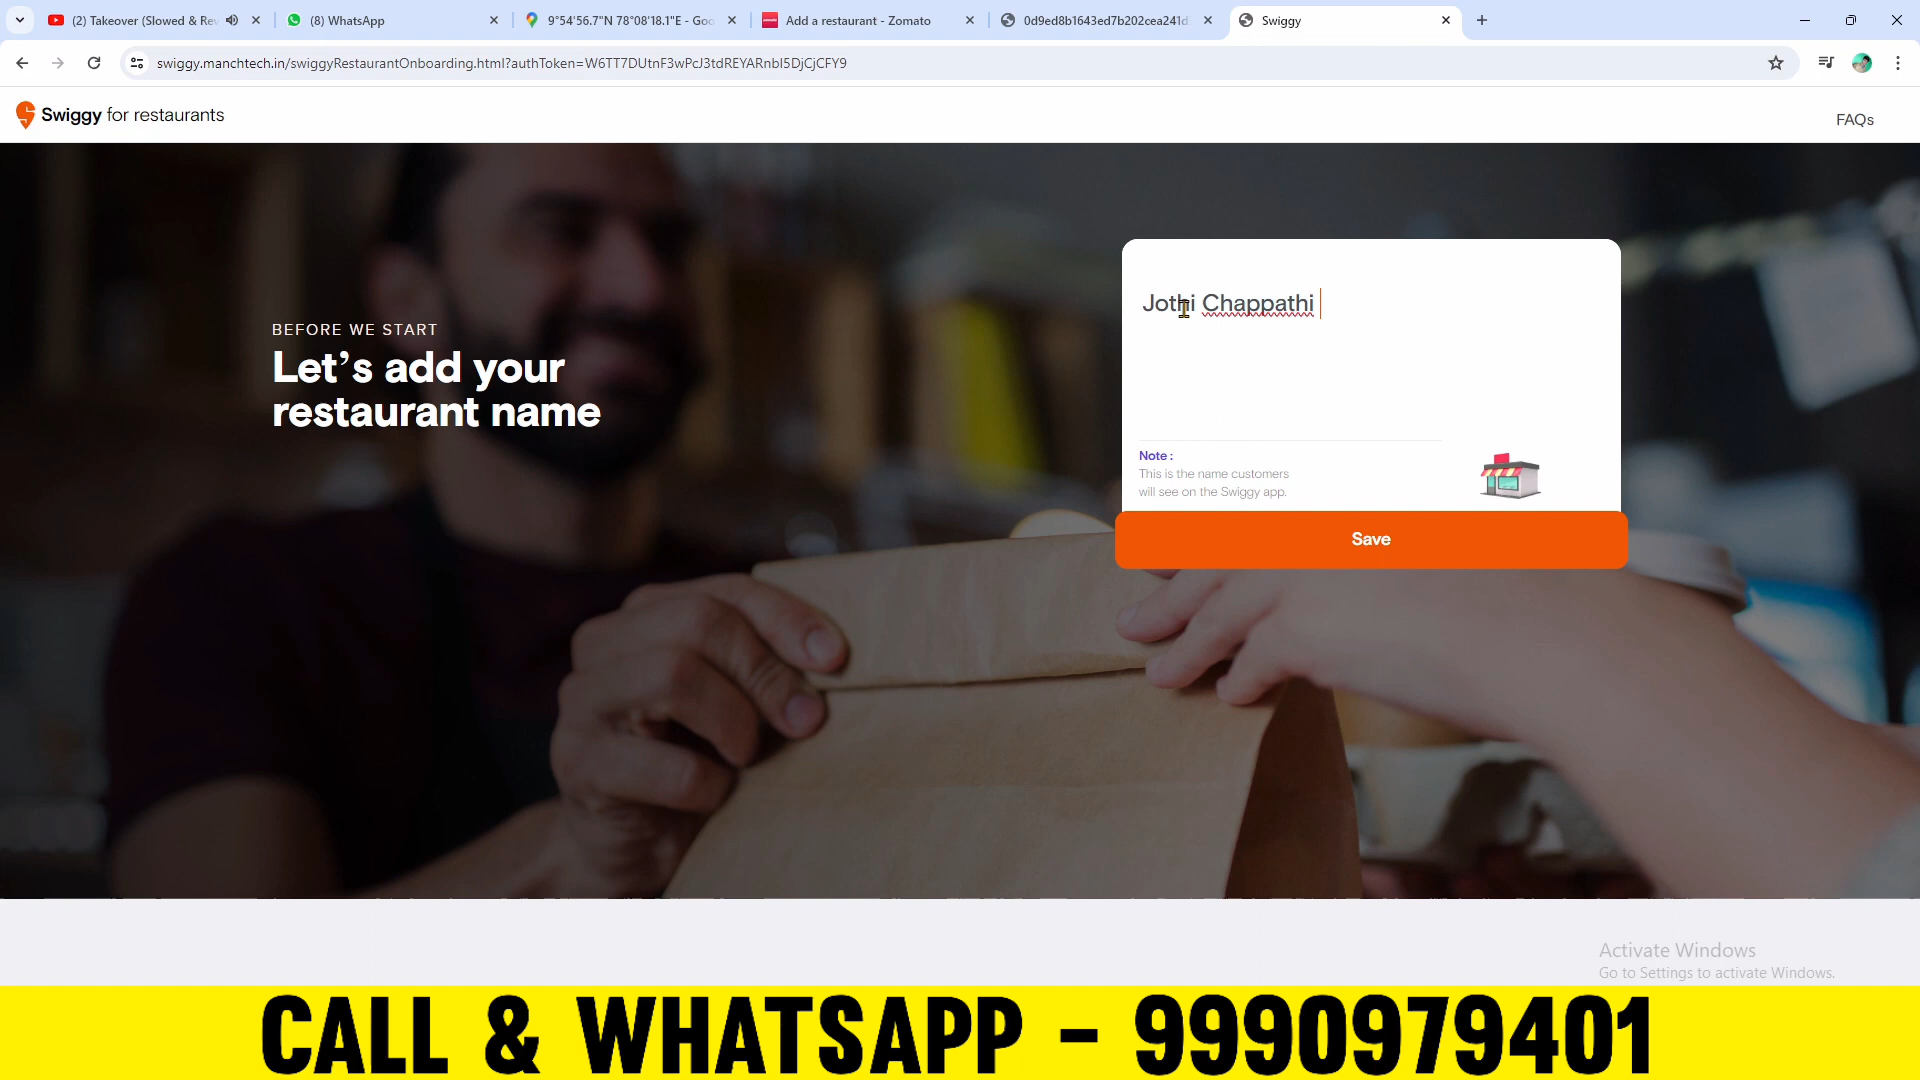 (2) Takeover (Slowed & Rev
(8) WhatsApp
9°54'56.7"N 78°08'18.1"E - Goo
Add a restaurant - Zomato
0d9ed8b1643ed7b202cea241d
Swiggy
swiggy.manchtech.in/swiggyRestaurantOnboarding.html?authToken=W6TT7DUtnF3wPcJ3tdREYARnbl5DjCjCFY9
Swiggy for restaurants
FAQs
BEFORE WE START
Let's add your
restaurant name
Jothi Chappathi
Note :
This is the name customers
will see on the Swiggy app.
Save
Activate Windows
Go to Settings to activate Windows.
CALL & WHATSAPP - 9990979401